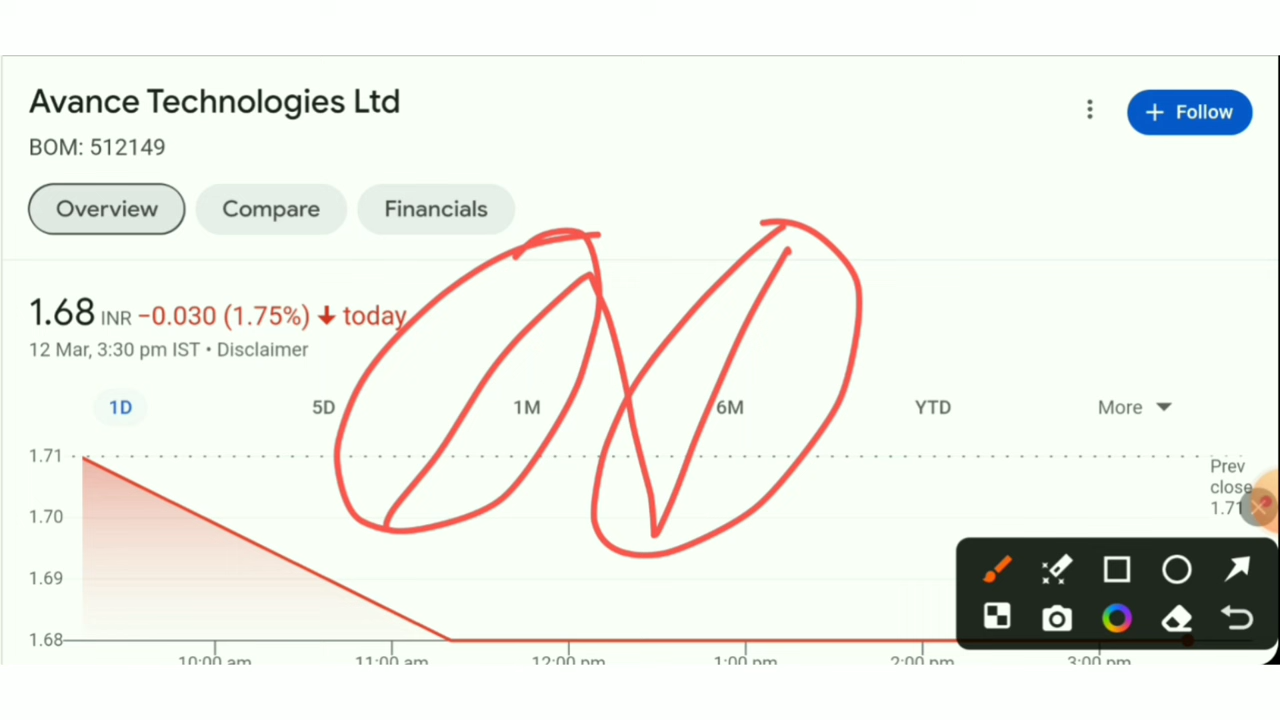 Avance Technologies Ltd
+ Follow
BOM: 512149
Overview Compare Financials
1.68 INR −0.030 (1.75%) ↓ today
12 Mar, 3:30 pm IST • Disclaimer
1D 5D 1M 6M YTD More
1.71
Prev
close
1.71
1.70
1.69
1.68
10:00 am 11:00 am 12:00 pm 1:00 pm 2:00 pm 3:00 pm